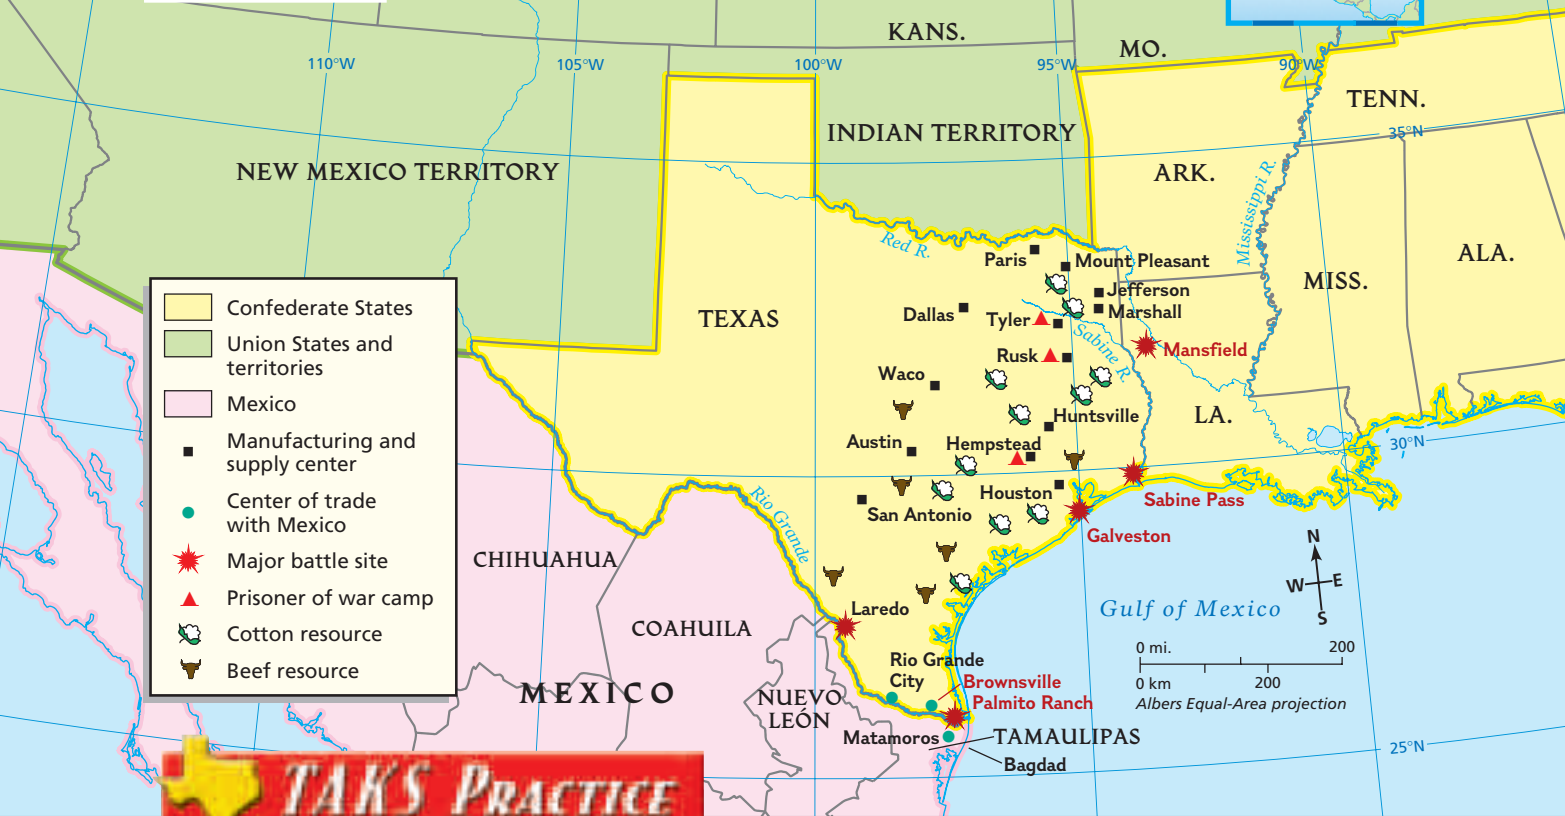 KANS.
MO.
110°W
105°W
100°W
95°W
90°W
TENN.
35°N
INDIAN TERRITORY
NEW MEXICO TERRITORY
ARK.
Mississippi R.
Red R.
Paris
Mount Pleasant
ALA.
MISS.
Jefferson
Marshall
Dallas
Tyler
TEXAS
Sabine R.
Mansfield
Rusk
Waco
Huntsville
LA.
Austin
Hempstead
30°N
Houston
Sabine Pass
San Antonio
Galveston
Rio Grande
CHIHUAHUA
Laredo
Gulf of Mexico
N
W
E
S
COAHUILA
0 mi.
200
0 km
200
Albers Equal-Area projection
Rio Grande
City
Brownsville
Palmito Ranch
MEXICO
NUEVO
LEÓN
Matamoros
TAMAULIPAS
Bagdad
25°N
Confederate States
Union States and
territories
Mexico
Manufacturing and
supply center
Center of trade
with Mexico
Major battle site
Prisoner of war camp
Cotton resource
Beef resource
TAKS PRACTICE